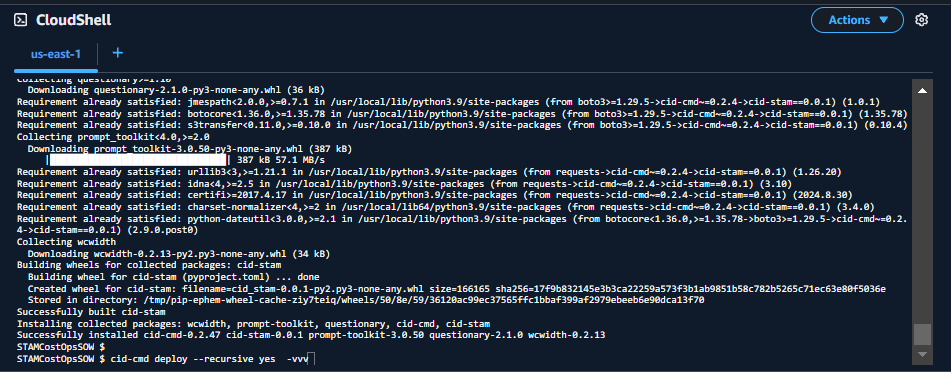 CloudShell
Actions
us-east-1
+
Collecting questionary>=1.10
  Downloading questionary-2.1.0-py3-none-any.whl (36 kB)
Requirement already satisfied: jmespath<2.0.0,>=0.7.1 in /usr/local/lib/python3.9/site-packages (from boto3>=1.29.5->cid-cmd~=0.2.4->cid-stam==0.0.1) (1.0.1)
Requirement already satisfied: botocore<1.36.0,>=1.35.78 in /usr/local/lib/python3.9/site-packages (from boto3>=1.29.5->cid-cmd~=0.2.4->cid-stam==0.0.1) (1.35.78)
Requirement already satisfied: s3transfer<0.11.0,>=0.10.0 in /usr/local/lib/python3.9/site-packages (from boto3>=1.29.5->cid-cmd~=0.2.4->cid-stam==0.0.1) (0.10.4)
Collecting prompt_toolkit<4.0,>=2.0
  Downloading prompt_toolkit-3.0.50-py3-none-any.whl (387 kB)
     |████████████████████████████████| 387 kB 57.1 MB/s
Requirement already satisfied: urllib3<3,>=1.21.1 in /usr/local/lib/python3.9/site-packages (from requests->cid-cmd~=0.2.4->cid-stam==0.0.1) (1.26.20)
Requirement already satisfied: idna<4,>=2.5 in /usr/local/lib/python3.9/site-packages (from requests->cid-cmd~=0.2.4->cid-stam==0.0.1) (3.10)
Requirement already satisfied: certifi>=2017.4.17 in /usr/local/lib/python3.9/site-packages (from requests->cid-cmd~=0.2.4->cid-stam==0.0.1) (2024.8.30)
Requirement already satisfied: charset-normalizer<4,>=2 in /usr/local/lib64/python3.9/site-packages (from requests->cid-cmd~=0.2.4->cid-stam==0.0.1) (3.4.0)
Requirement already satisfied: python-dateutil<3.0.0,>=2.1 in /usr/local/lib/python3.9/site-packages (from botocore<1.36.0,>=1.35.78->boto3>=1.29.5->cid-cmd~=0.2.
4->cid-stam==0.0.1) (2.9.0.post0)
Collecting wcwidth
  Downloading wcwidth-0.2.13-py2.py3-none-any.whl (34 kB)
Building wheels for collected packages: cid-stam
  Building wheel for cid-stam (pyproject.toml) ... done
  Created wheel for cid-stam: filename=cid_stam-0.0.1-py2.py3-none-any.whl size=166165 sha256=17f9b832145e3b3ca22259a573f3b1ab9851b58c782b5265c71ec63e80f5036e
  Stored in directory: /tmp/pip-ephem-wheel-cache-ziy7teiq/wheels/50/8e/59/36120ac99ec37565ffc1bbaf399af2979ebeeb6e90dca13f70
Successfully built cid-stam
Installing collected packages: wcwidth, prompt-toolkit, questionary, cid-cmd, cid-stam
Successfully installed cid-cmd-0.2.47 cid-stam-0.0.1 prompt-toolkit-3.0.50 questionary-2.1.0 wcwidth-0.2.13
STAMCostOpsSOW $
STAMCostOpsSOW $ cid-cmd deploy --recursive yes  -vvv